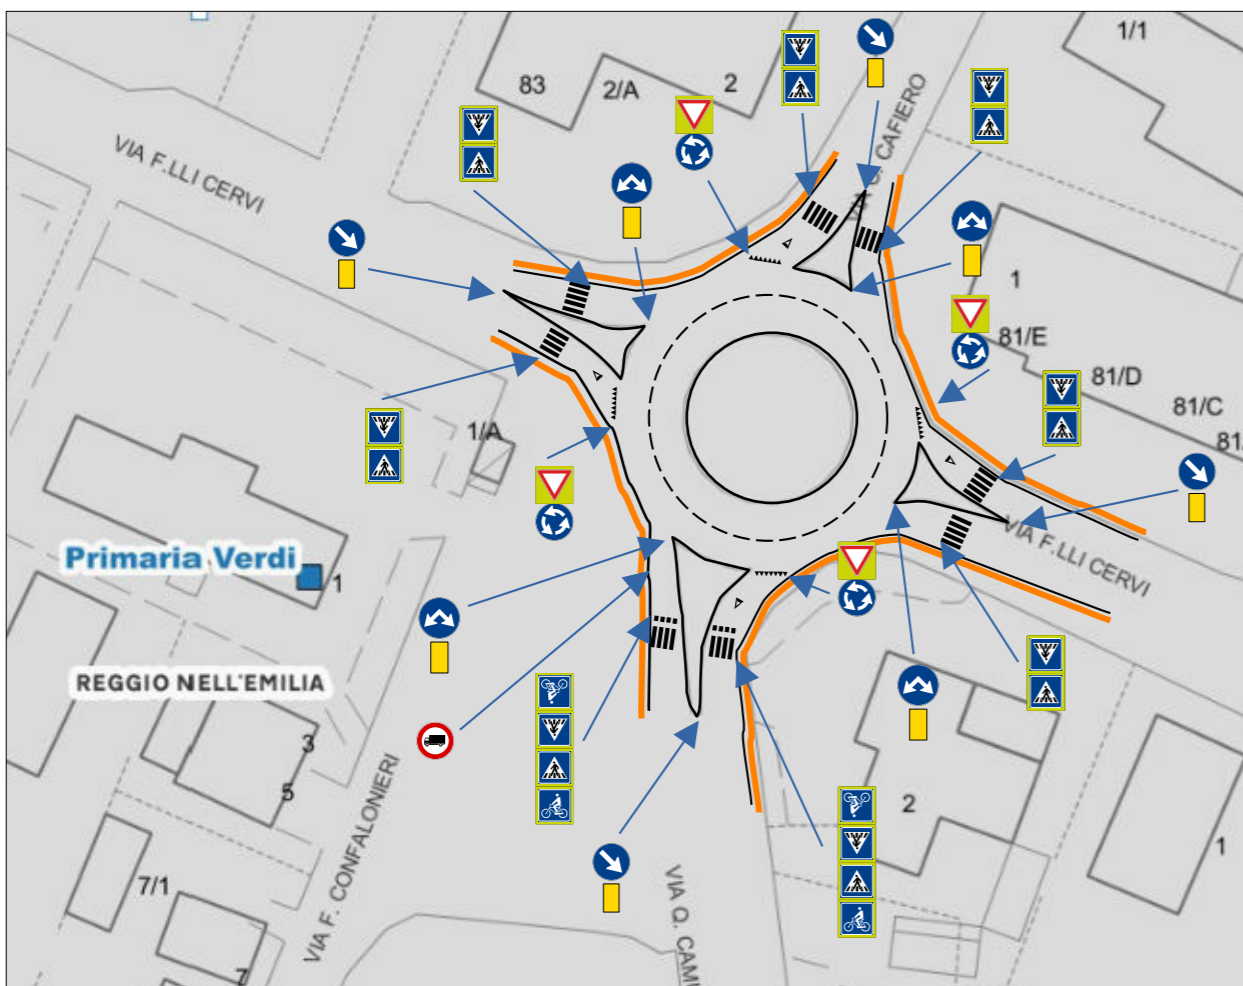 1/1
83
2/A
2
VIA F.LLI CERVI
CAFIERO
1
81/E
81/D
81/C
81/
1/A
VIA F.LLI CERVI
Primaria Verdi
1
REGGIO NELL'EMILIA
3
5
2
1
7/1
VIA F. CONFALONIERI
VIA Q. CAMI
7